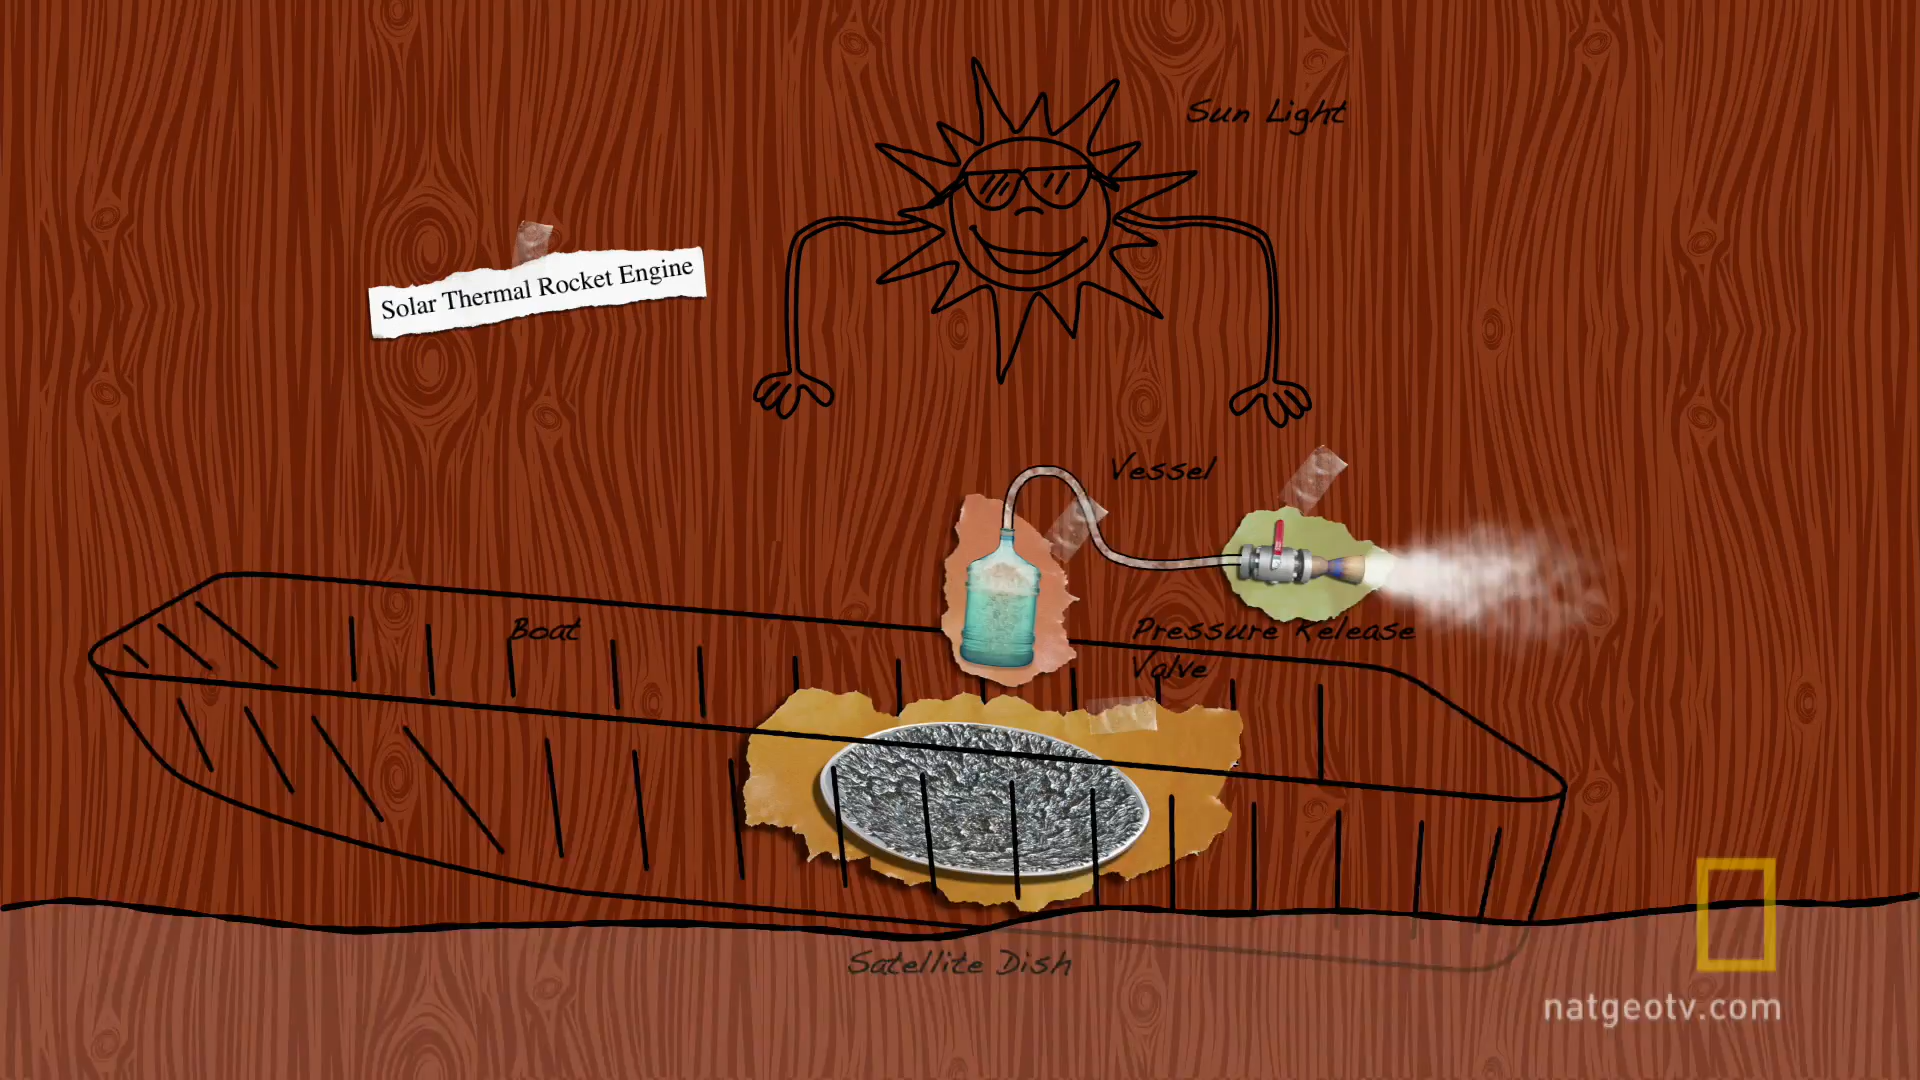 Sun Light
Solar Thermal Rocket Engine
Vessel
Boat
Pressure Release
Valve
Satellite Dish
natgeotv.com